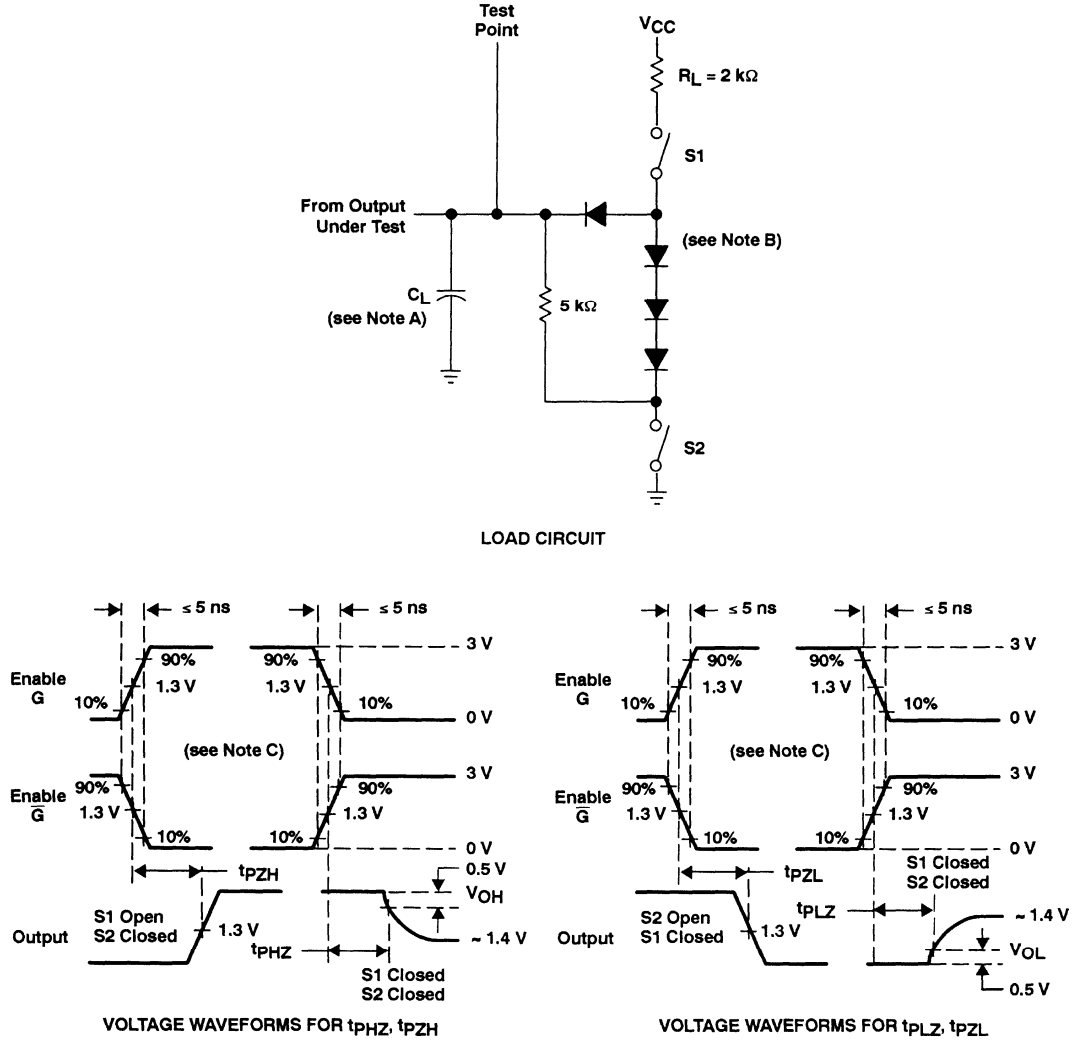 Test
Point
VCC
RL = 2 kΩ
S1
From Output
Under Test
(see Note B)
CL
(see Note A)
5 kΩ
S2
LOAD CIRCUIT
≤ 5 ns
≤ 5 ns
3 V
Enable
G
90%
90%
1.3 V
1.3 V
10%
10%
0 V
(see Note C)
3 V
Enable
G̅
90%
90%
1.3 V
1.3 V
10%
10%
0 V
tPZH
0.5 V
VOH
S1 Open
S2 Closed
Output
1.3 V
tPHZ
~ 1.4 V
S1 Closed
S2 Closed
VOLTAGE WAVEFORMS FOR tPHZ, tPZH
≤ 5 ns
≤ 5 ns
3 V
Enable
G
90%
90%
1.3 V
1.3 V
10%
10%
0 V
(see Note C)
3 V
Enable
G̅
90%
90%
1.3 V
1.3 V
10%
10%
0 V
tPZL
S1 Closed
S2 Closed
tPLZ
~ 1.4 V
S2 Open
S1 Closed
Output
1.3 V
VOL
0.5 V
VOLTAGE WAVEFORMS FOR tPLZ, tPZL